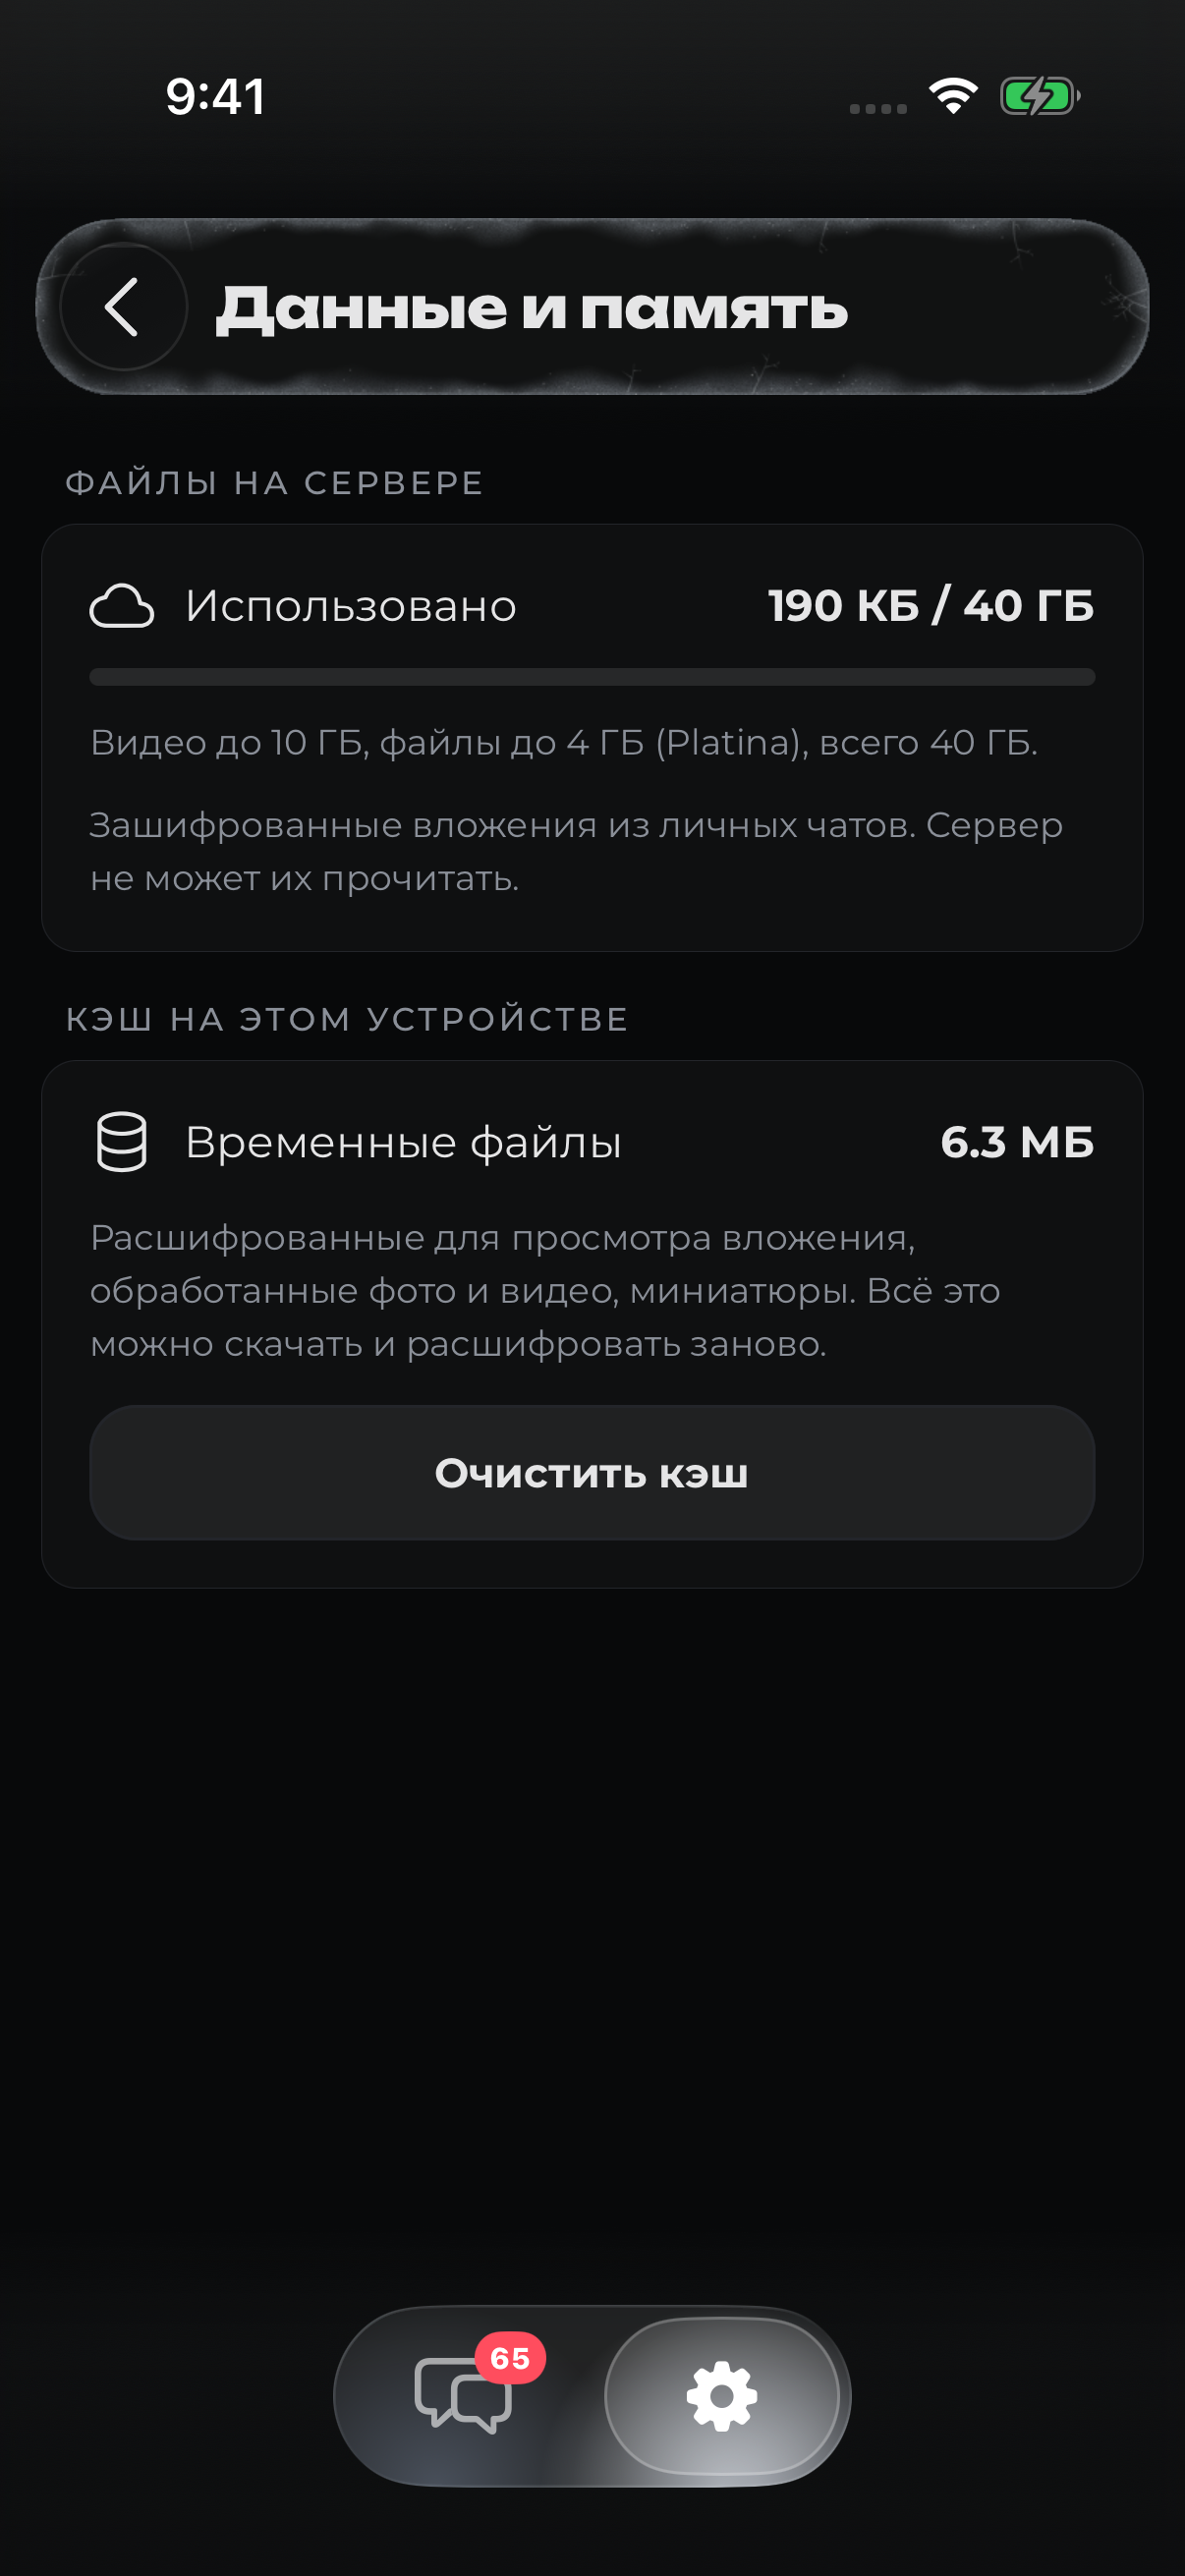 9:41
Данные и память
ФАЙЛЫ НА СЕРВЕРЕ
Использовано 190 КБ / 40 ГБ
Видео до 10 ГБ, файлы до 4 ГБ (Platina), всего 40 ГБ.
Зашифрованные вложения из личных чатов. Сервер
не может их прочитать.
КЭШ НА ЭТОМ УСТРОЙСТВЕ
Временные файлы 6.3 МБ
Расшифрованные для просмотра вложения,
обработанные фото и видео, миниатюры. Всё это
можно скачать и расшифровать заново.
Очистить кэш
65